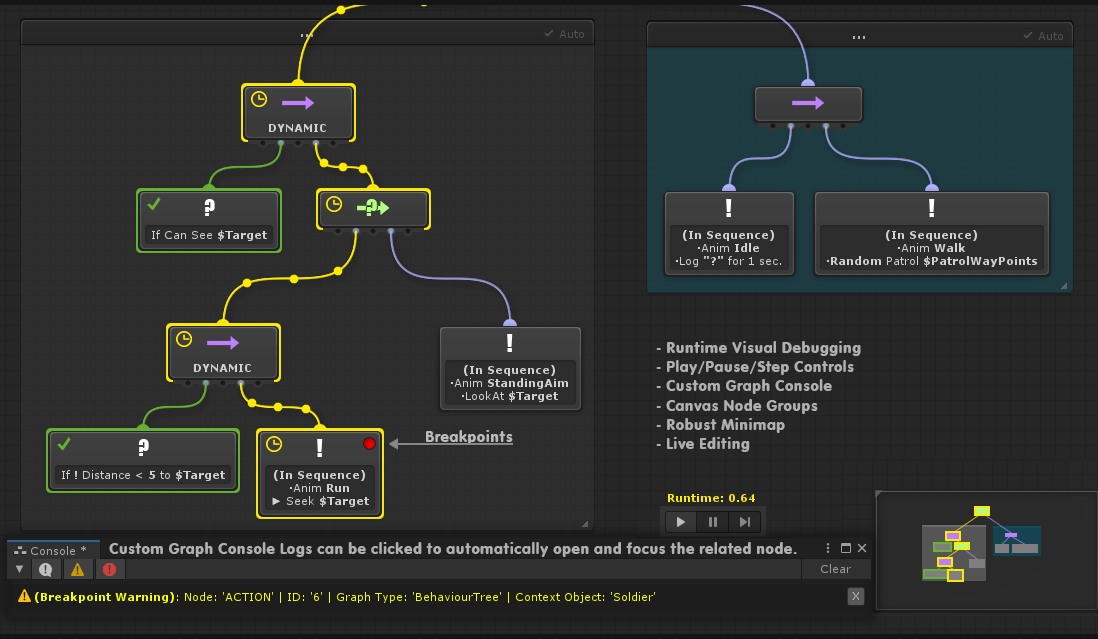 ...
✓ Auto
DYNAMIC
?
If Can See $Target
?
DYNAMIC
!
(In Sequence)
·Anim StandingAim
·LookAt $Target
?
If ! Distance < 5 to $Target
!
(In Sequence)
·Anim Run
► Seek $Target
Breakpoints
...
✓ Auto
!
(In Sequence)
·Anim Idle
·Log "?" for 1 sec.
!
(In Sequence)
·Anim Walk
·Random Patrol $PatrolWayPoints
- Runtime Visual Debugging
- Play/Pause/Step Controls
- Custom Graph Console
- Canvas Node Groups
- Robust Minimap
- Live Editing
Runtime: 0.64
Console *
Custom Graph Console Logs can be clicked to automatically open and focus the related node.
Clear
(Breakpoint Warning): Node: 'ACTION' | ID: '6' | Graph Type: 'BehaviourTree' | Context Object: 'Soldier'
X